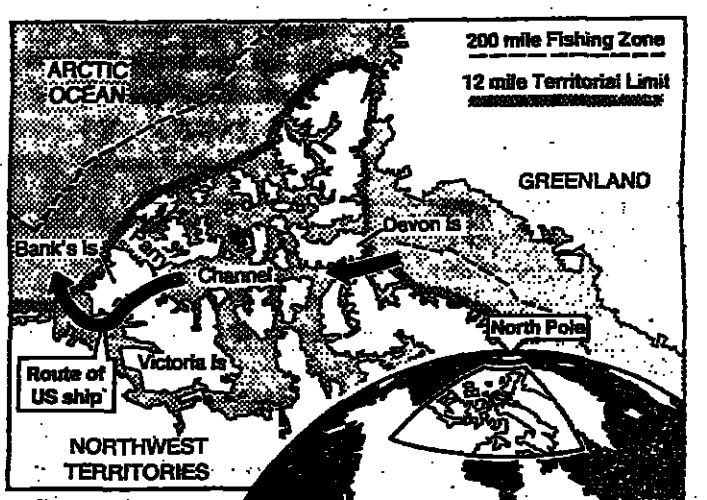 200 mile Fishing Zone
12 mile Territorial Limit
ARCTIC
OCEAN
GREENLAND
Devon Is
Bank's Is
Channel
North Pole
Victoria Is
Route of
US ship
NORTHWEST
TERRITORIES